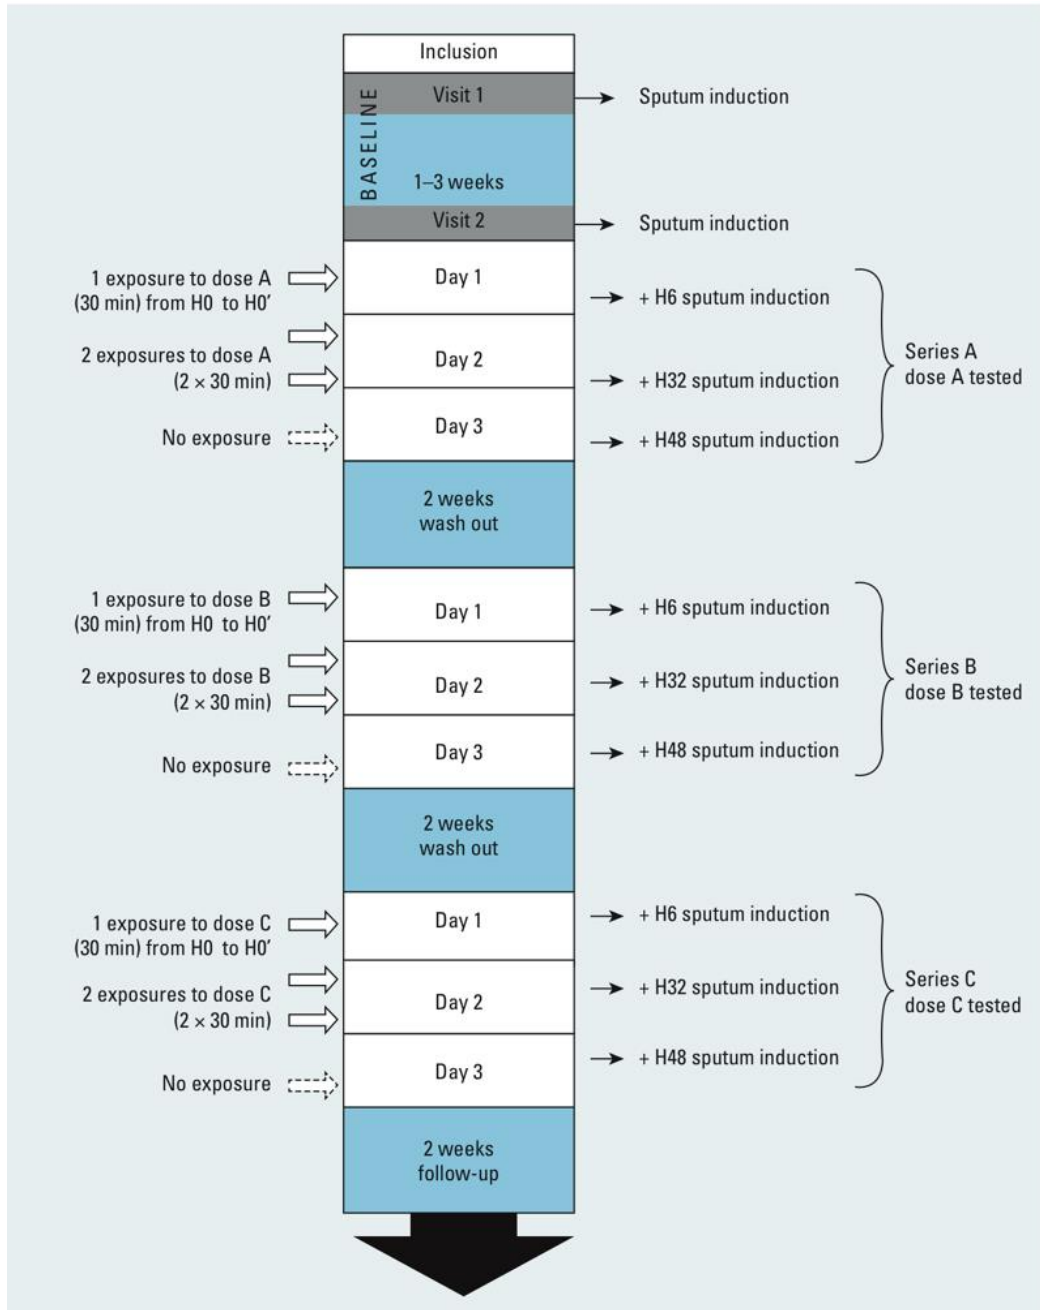 Inclusion
BASELINE
Visit 1
Sputum induction
1–3 weeks
Visit 2
Sputum induction
1 exposure to dose A
(30 min) from H0 to H0′
Day 1
+ H6 sputum induction
2 exposures to dose A
(2 × 30 min)
Day 2
+ H32 sputum induction
Series A
dose A tested
No exposure
Day 3
+ H48 sputum induction
2 weeks
wash out
1 exposure to dose B
(30 min) from H0 to H0′
Day 1
+ H6 sputum induction
2 exposures to dose B
(2 × 30 min)
Day 2
+ H32 sputum induction
Series B
dose B tested
No exposure
Day 3
+ H48 sputum induction
2 weeks
wash out
1 exposure to dose C
(30 min) from H0 to H0′
Day 1
+ H6 sputum induction
2 exposures to dose C
(2 × 30 min)
Day 2
+ H32 sputum induction
Series C
dose C tested
No exposure
Day 3
+ H48 sputum induction
2 weeks
follow-up